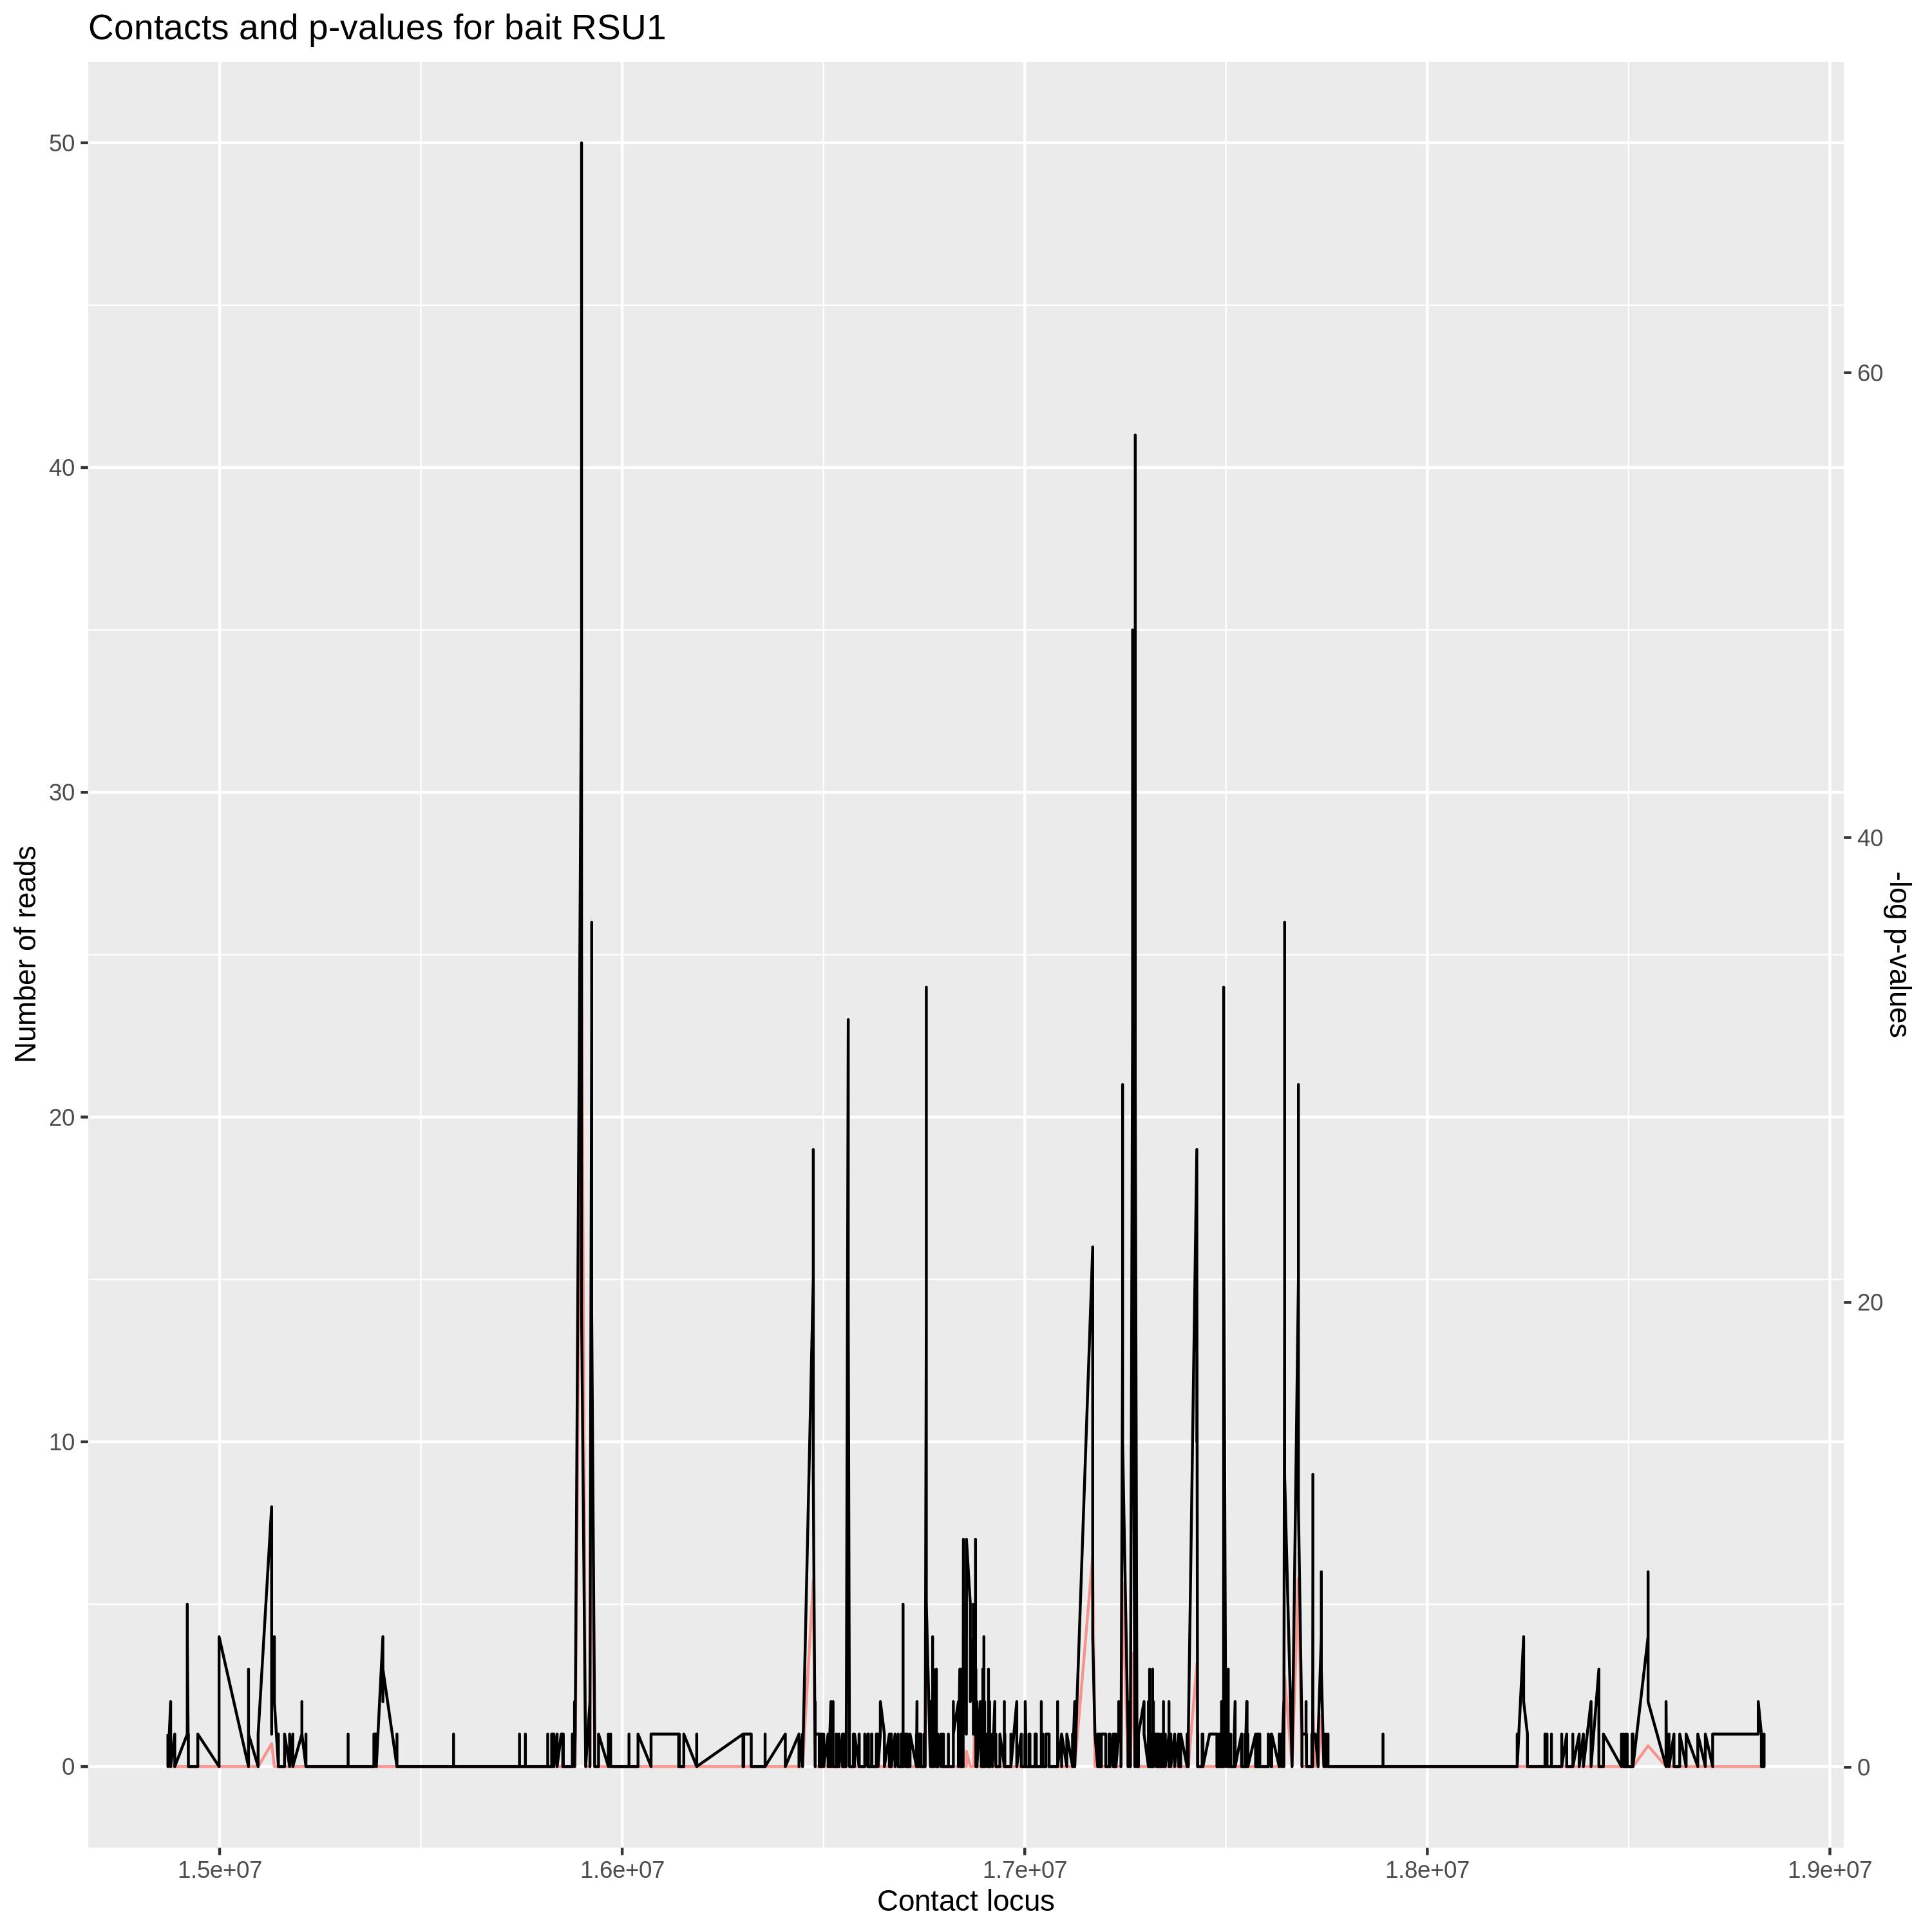 Contacts and p-values for bait RSU1
50
40
30
20
10
0
Number of reads
60
40
20
0
-log p-values
1.5e+07 1.6e+07 1.7e+07 1.8e+07 1.9e+07
Contact locus